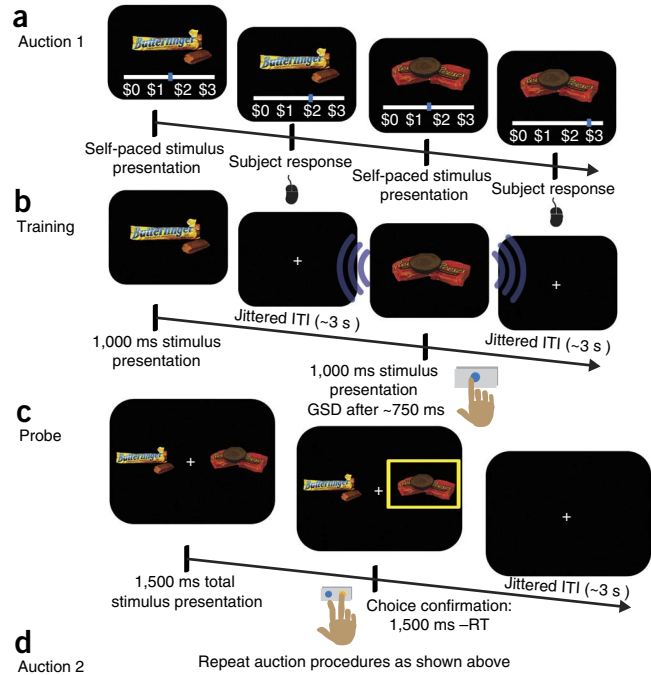 a
Auction 1
Butterfinger
$0 $1 $2 $3
Butterfinger
$0 $1 $2 $3
$0 $1 $2 $3
$0 $1 $2 $3
Self-paced stimulus
presentation
Subject response
Self-paced stimulus
presentation
Subject response
b
Training
Butterfinger
+
+
Jittered ITI (~3 s )
Jittered ITI (~3 s )
1,000 ms stimulus
presentation
1,000 ms stimulus
presentation
GSD after ~750 ms
c
Probe
Butterfinger
+
Butterfinger
+
+
1,500 ms total
stimulus presentation
Choice confirmation:
1,500 ms –RT
Jittered ITI (~3 s )
d
Auction 2
Repeat auction procedures as shown above